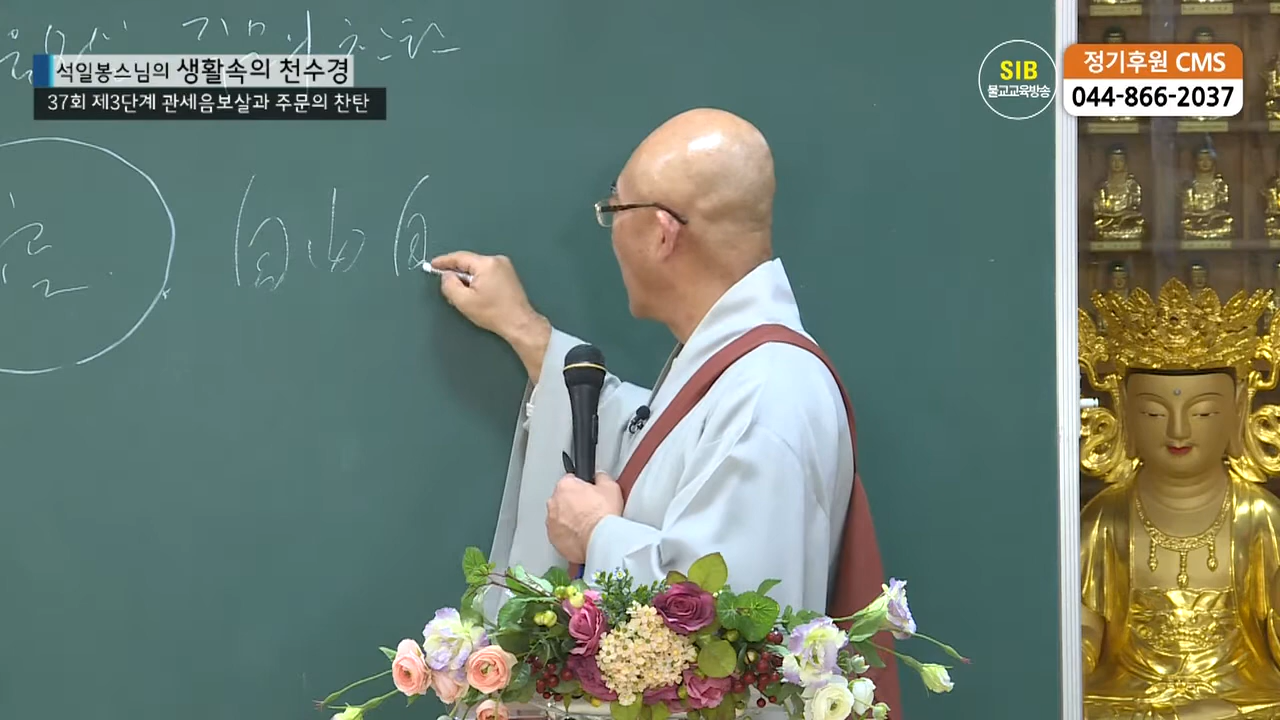 석일봉스님의 생활속의 천수경
37회 제3단계 관세음보살과 주문의 찬탄
SIB
불교교육방송
정기후원 CMS
044-866-2037
自由自